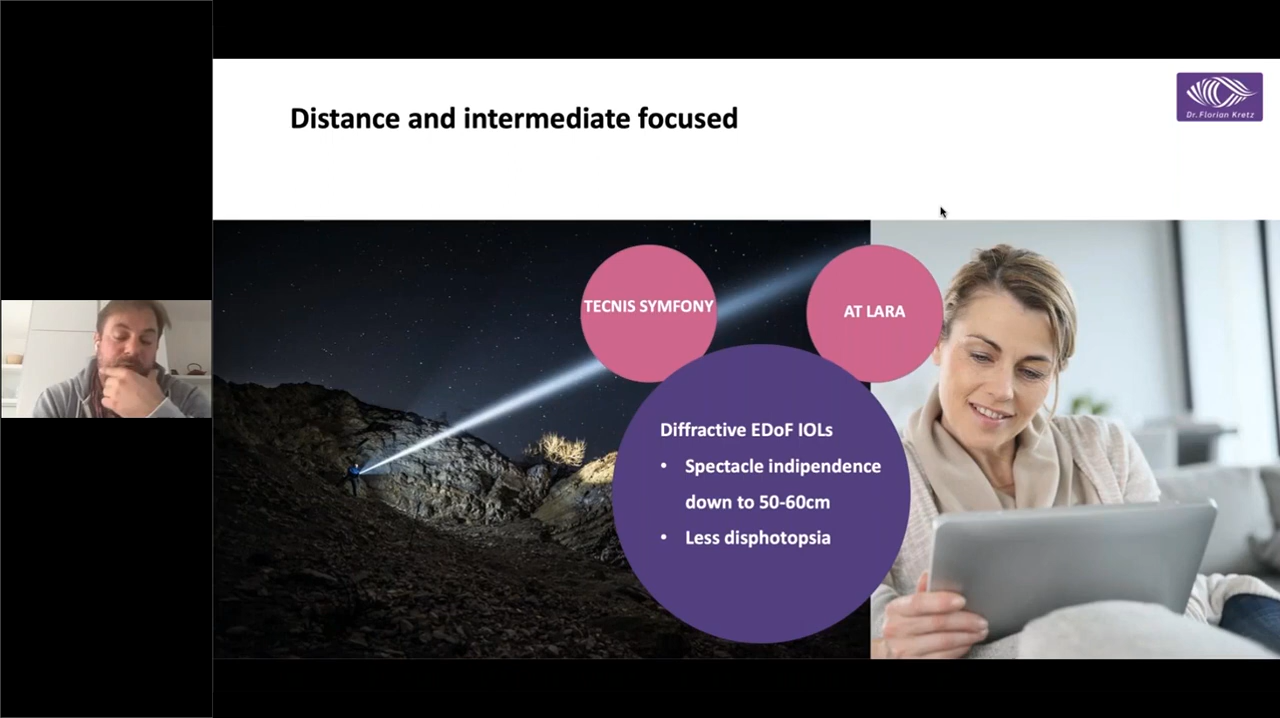 Distance and intermediate focused
Dr. Florian Kretz
TECNIS SYMFONY
AT LARA
Diffractive EDoF IOLs
• Spectacle indipendence
down to 50-60cm
• Less disphotopsia